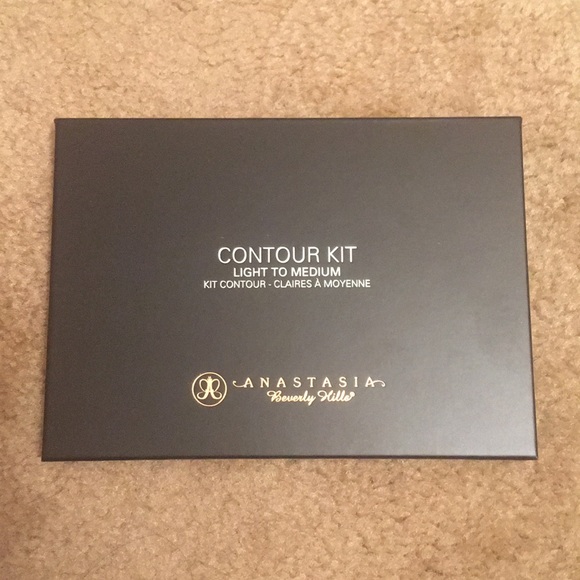 CONTOUR KIT
LIGHT TO MEDIUM
KIT CONTOUR - CLAIRES À MOYENNE
ANASTASIA
Beverly Hills®